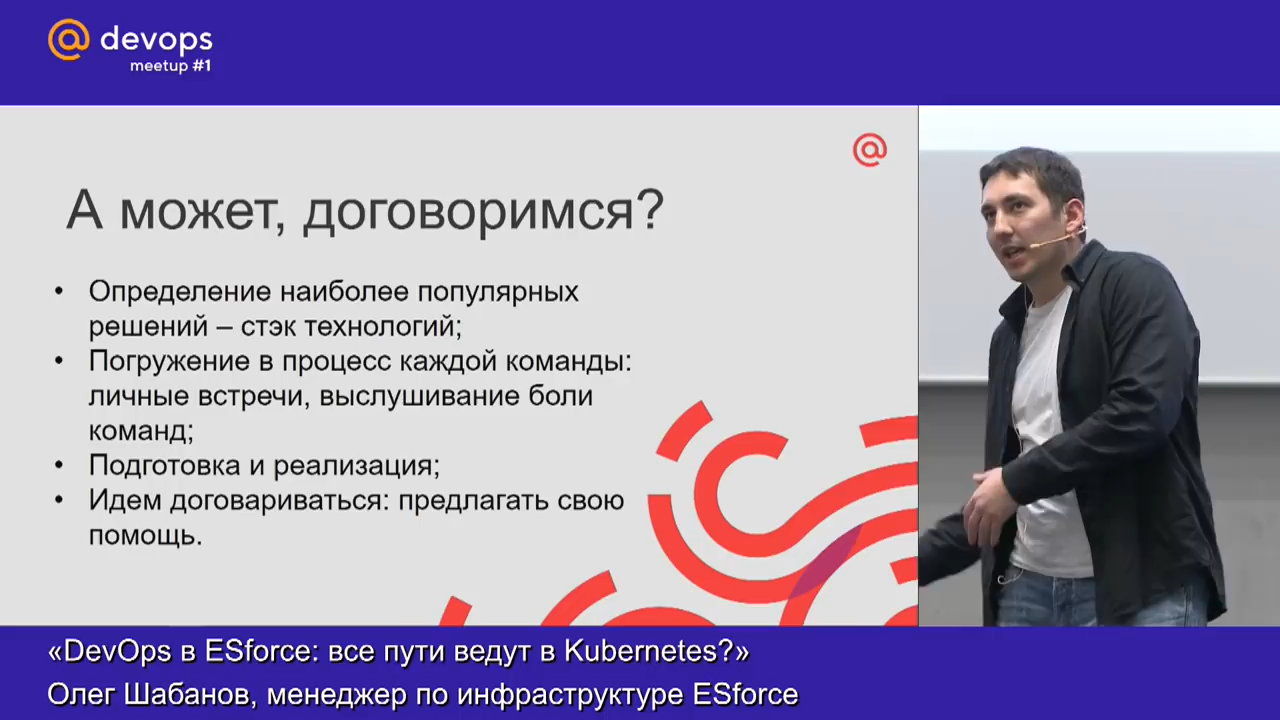 @ devops
meetup #1
@
А может, договоримся?
• Определение наиболее популярных
решений – стэк технологий;
• Погружение в процесс каждой команды:
личные встречи, выслушивание боли
команд;
• Подготовка и реализация;
• Идем договариваться: предлагать свою
помощь.
«DevOps в ESforce: все пути ведут в Kubernetes?»
Олег Шабанов, менеджер по инфраструктуре ESforce